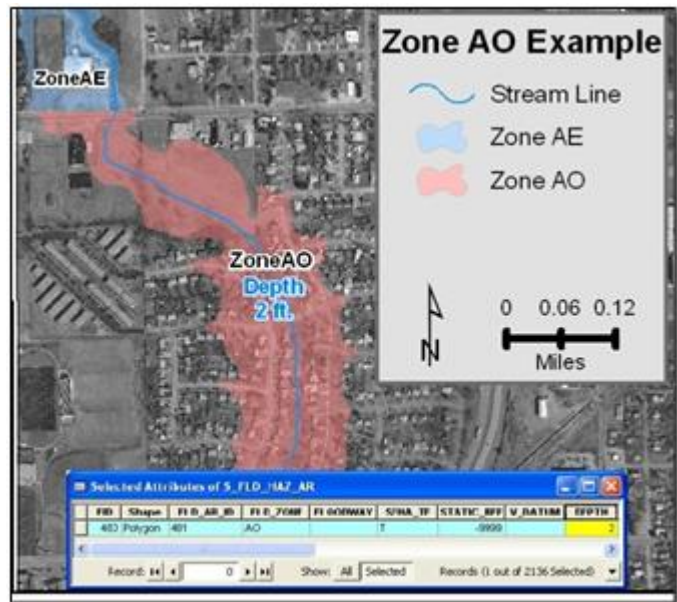 Zone AO Example
Stream Line
Zone AE
Zone AO
N
0 0.06 0.12
Miles
ZoneAE
ZoneAO
Depth
2 ft.
Selected Attributes of S_FLD_HAZ_AR
FID Shape FLD_AR_ID FLD_ZONE FLOODWAY SFHA_TF STATIC_BFE V_DATUM DEPTH
483 Polygon 481 AO T -9999 2
Record: 0 Show: All Selected Records (1 out of 2136 Selected)